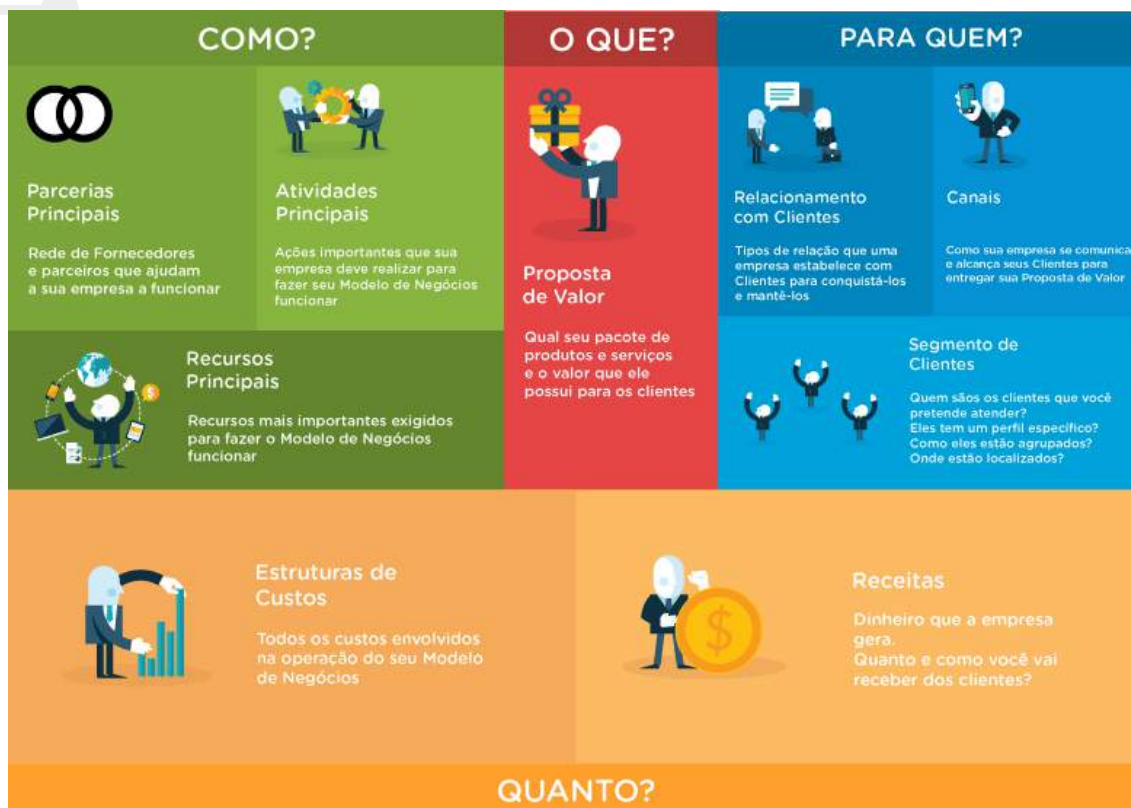 COMO?
O QUE?
PARA QUEM?
Parcerias
Principais
Rede de Fornecedores
e parceiros que ajudam
a sua empresa a funcionar
Atividades
Principais
Ações importantes que sua
empresa deve realizar para
fazer seu Modelo de Negócios
funcionar
Recursos
Principais
Recursos mais importantes exigidos
para fazer o Modelo de Negócios
funcionar
Proposta
de Valor
Qual seu pacote de
produtos e serviços
e o valor que ele
possui para os clientes
Relacionamento
com Clientes
Tipos de relação que uma
empresa estabelece com
Clientes para conquistá-los
e mantê-los
Canais
Como sua empresa se comunica
e alcança seus Clientes para
entregar sua Proposta de Valor
Segmento de
Clientes
Quem sãos os clientes que você
pretende atender?
Eles tem um perfil específico?
Como eles estão agrupados?
Onde estão localizados?
Estruturas de
Custos
Todos os custos envolvidos
na operação do seu Modelo
de Negócios
$
Receitas
Dinheiro que a empresa
gera.
Quanto e como você vai
receber dos clientes?
QUANTO?